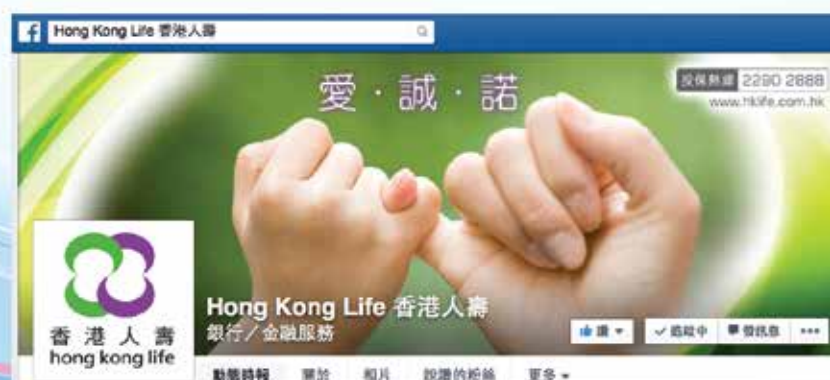 Hong Kong Life 香港人壽
愛·誠·諾
投保熱線 2290 2888
www.hklife.com.hk
Hong Kong Life 香港人壽
銀行／金融服務
讚
追蹤中
發訊息
香港人壽
hong kong life
動態時報 關於 相片 說讚的粉絲 更多